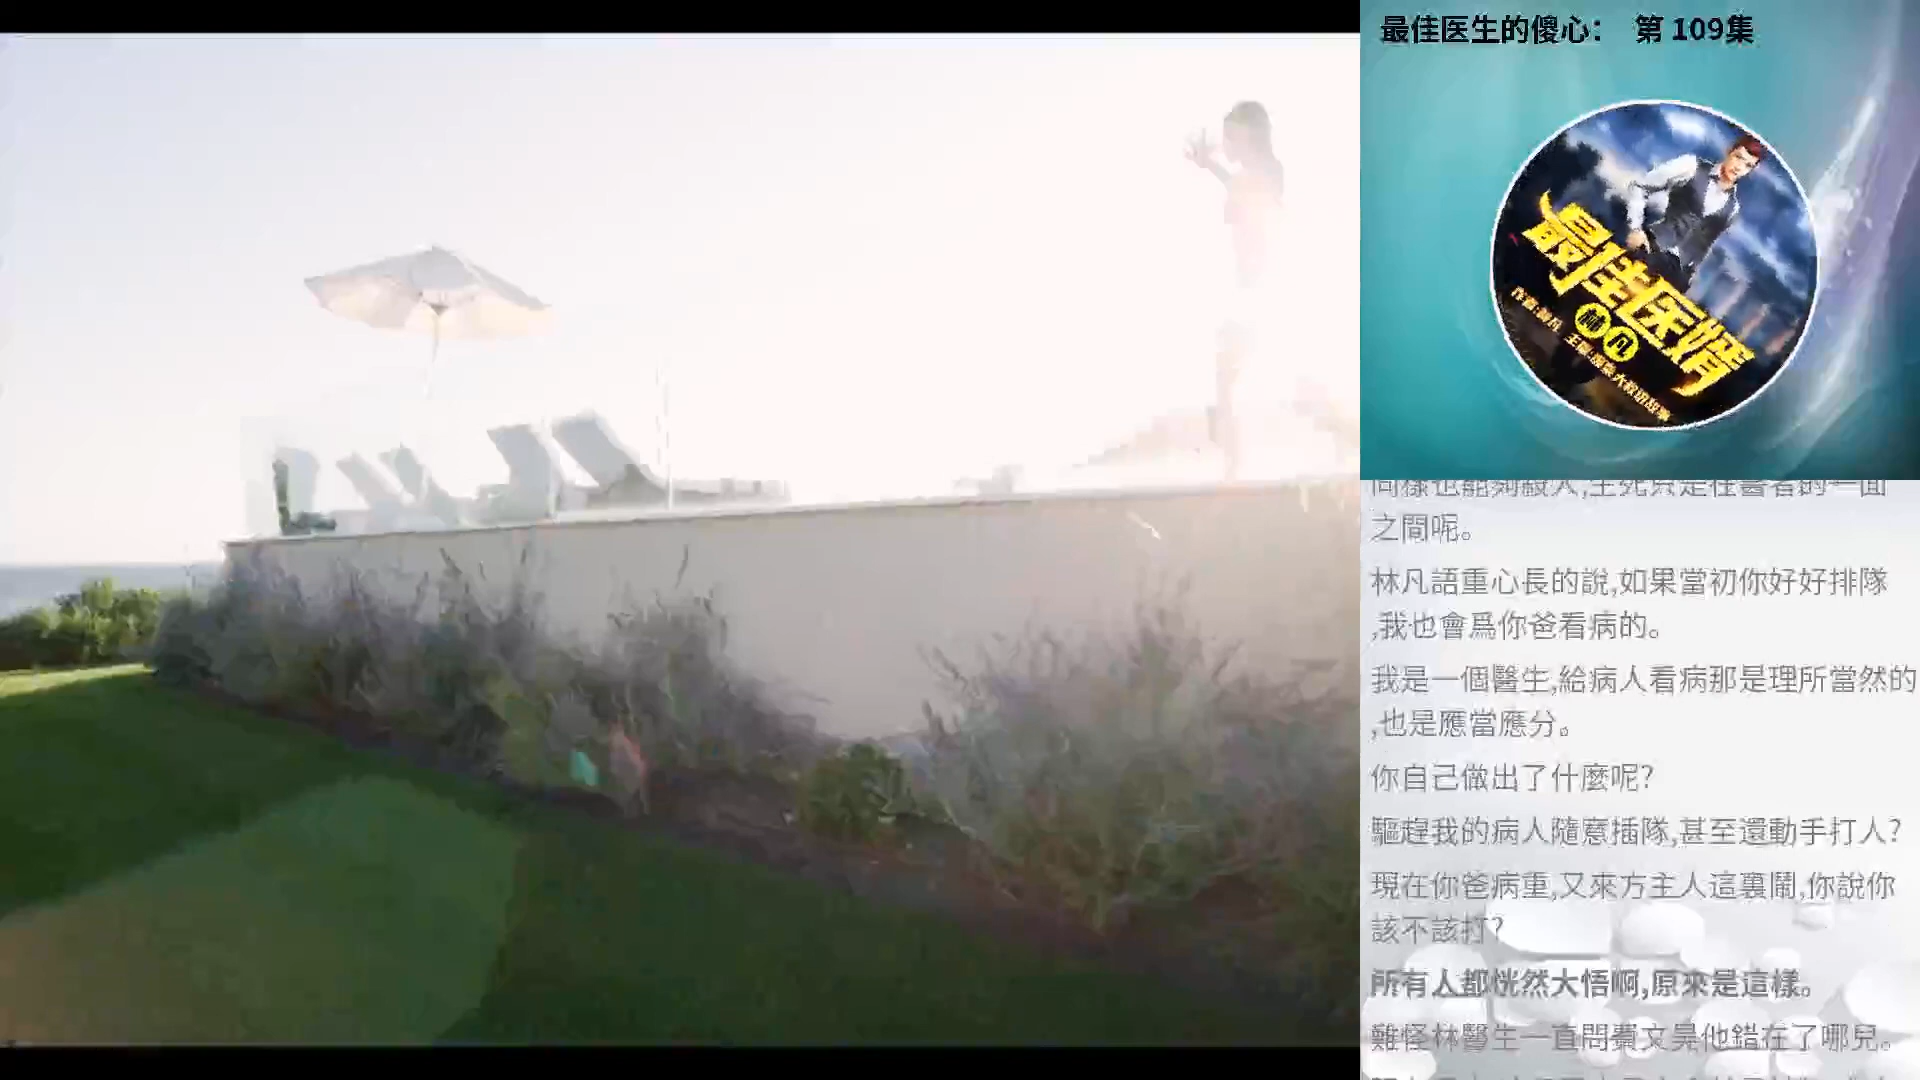 最佳医生的傻心： 第 109集
最佳医婿
林凡
之間呢。
林凡語重心長的說,如果當初你好好排隊
,我也會爲你爸看病的。
我是一個醫生,給病人看病那是理所當然的
,也是應當應分。
你自己做出了什麼呢?
驅趕我的病人隨意插隊,甚至還動手打人?
現在你爸病重,又來方主人這裏鬧,你說你
該不該打?
所有人都恍然大悟啊,原來是這樣。
難怪林醫生一直問費文昊他錯在了哪兒。